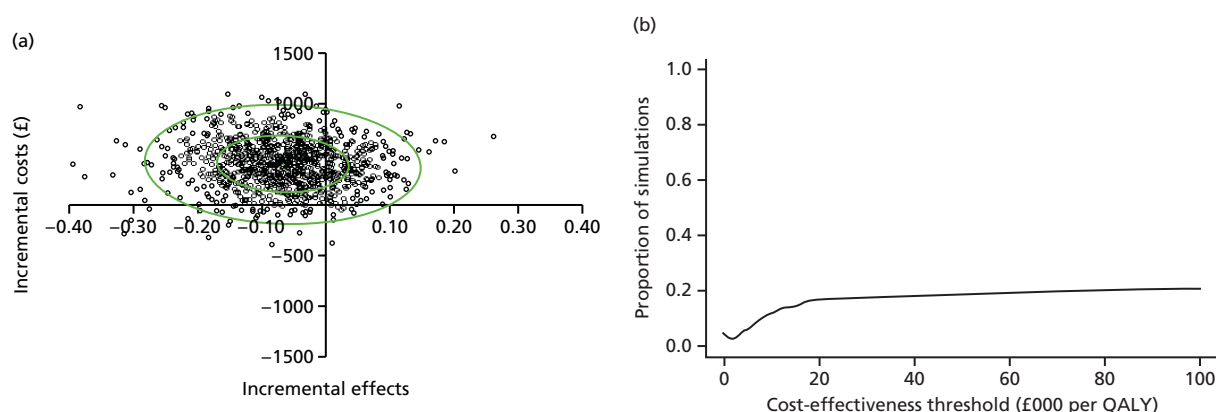 (a)
1500
1000
Incremental costs (£)
−0.40 −0.30 −0.20 −0.10 0.10 0.20 0.30 0.40
−500
−1000
−1500
Incremental effects
(b)
1.0
0.8
0.6
0.4
0.2
0.0
Proportion of simulations
0 20 40 60 80 100
Cost-effectiveness threshold (£000 per QALY)